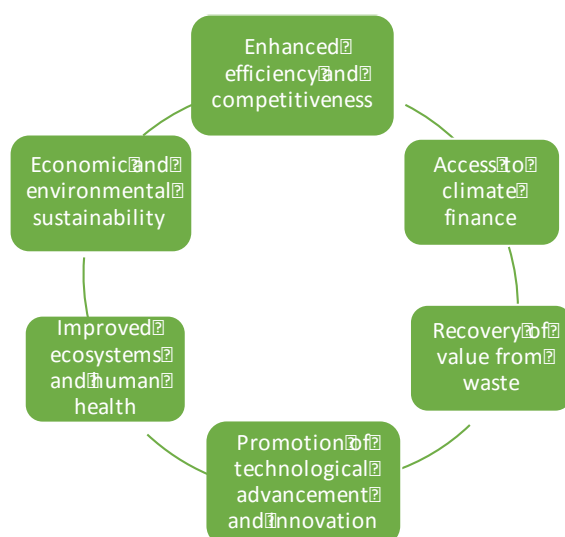 Enhanced
efficiency and
competitiveness
Access to
climate
finance
Recovery of
value from
waste
Promotion of
technological
advancement
and innovation
Improved
ecosystems
and human
health
Economic and
environmental
sustainability